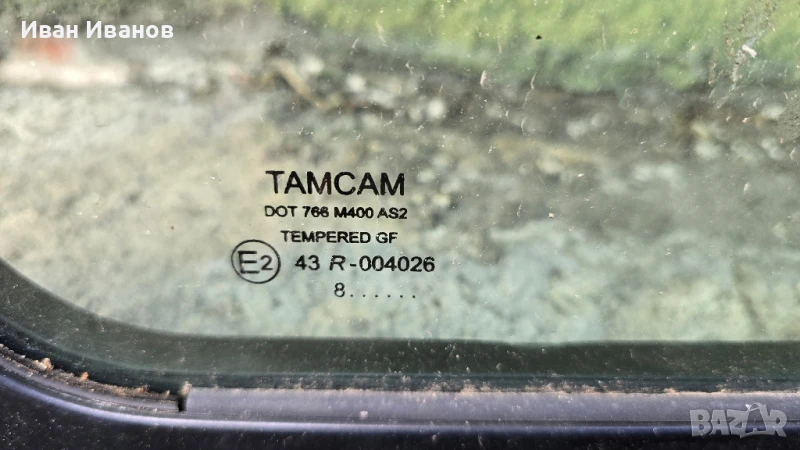 Иван Иванов
TAMCAM
DOT 766 M400 AS2
TEMPERED GF
E2 43 R-004026
8......
BAZAR